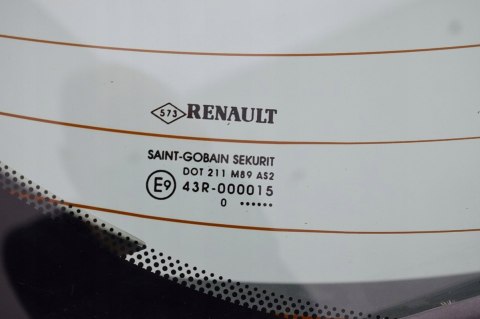 573 RENAULT
SAINT-GOBAIN SEKURIT
DOT 211 M89 AS2
E9 43R-000015
0 ••••••